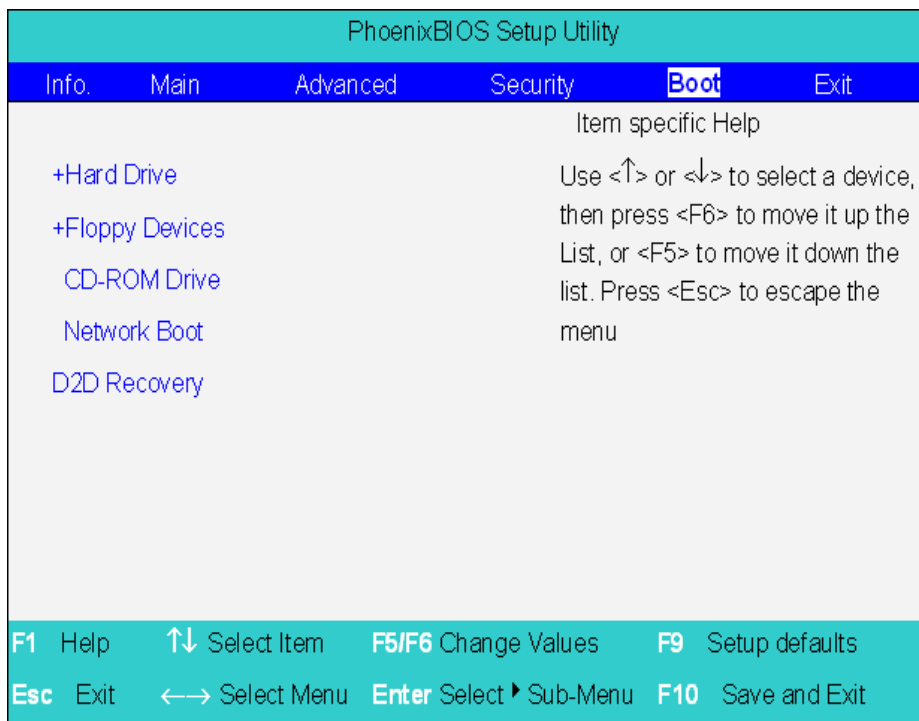 PhoenixBIOS Setup Utility
Info. Main Advanced Security Boot Exit
Item specific Help
+Hard Drive
+Floppy Devices
CD-ROM Drive
Network Boot
D2D Recovery
Use <↑> or <↓> to select a device,
then press <F6> to move it up the
List, or <F5> to move it down the
list. Press <Esc> to escape the
menu
F1 Help ↑↓ Select Item F5/F6 Change Values F9 Setup defaults
Esc Exit ←→ Select Menu Enter Select ▶ Sub-Menu F10 Save and Exit